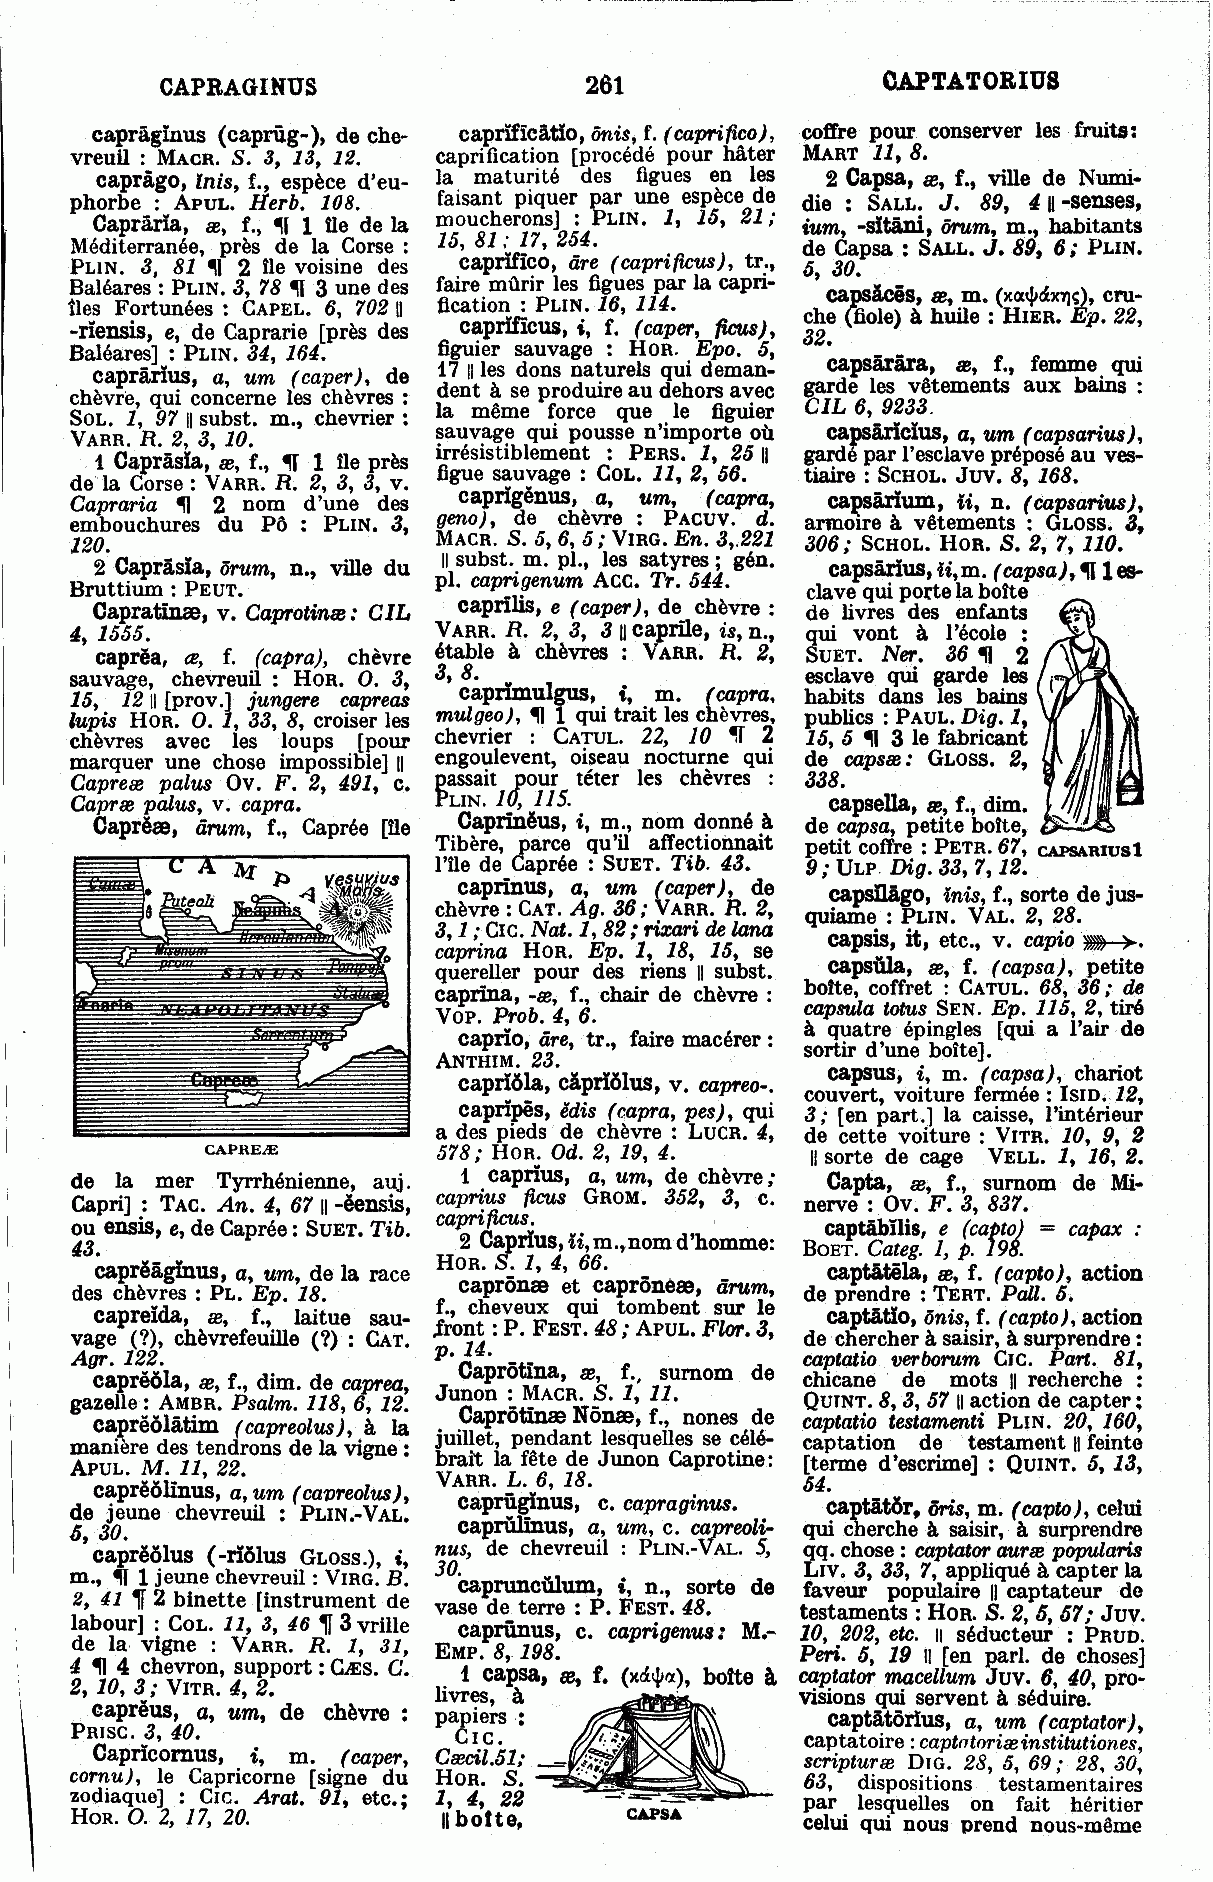 CAPRAGINUS
261
CAPTATORIUS
caprāgĭnus (caprūg-), de che-
vreuil : MACR. S. 3, 13, 12.
caprāgo, ĭnis, f., espèce d'eu-
phorbe : APUL. Herb. 108.
Caprārĭa, æ, f., ¶ 1 île de la
Méditerranée, près de la Corse :
PLIN. 3, 81 ¶ 2 île voisine des
Baléares : PLIN. 3, 78 ¶ 3 une des
îles Fortunées : CAPEL. 6, 702 ||
-rĭensis, e, de Caprarie [près des
Baléares] : PLIN. 34, 164.
caprārĭus, a, um (caper), de
chèvre, qui concerne les chèvres :
SOL. 1, 97 || subst. m., chevrier :
VARR. R. 2, 3, 10.
1 Caprāsĭa, æ, f., ¶ 1 île près
de la Corse : VARR. R. 2, 3, 3, v.
Capraria ¶ 2 nom d'une des
embouchures du Pô : PLIN. 3,
120.
2 Caprāsĭa, ōrum, n., ville du
Bruttium : PEUT.
Capratīnæ, v. Caprotinæ : CIL
4, 1555.
caprĕa, æ, f. (capra), chèvre
sauvage, chevreuil : HOR. O. 3,
15, 12 || [prov.] jungere capreas
lupis HOR. O. 1, 33, 8, croiser les
chèvres avec les loups [pour
marquer une chose impossible] ||
Capreæ palus OV. F. 2, 491, c.
Capræ palus, v. capra.
Caprĕæ, ārum, f., Caprée [île
CAMPA
Vesuvius
Mons
Cumæ
Puteoli
Neapolis
Herculaneum
Misenum
prom.
SINUS
Pompeii
Stabiæ
Ænaria
NEAPOLITANUS
Sorrentum
Capreæ
CAPREÆ
de la mer Tyrrhénienne, auj.
Capri] : TAC. An. 4, 67 || -ĕensis,
ou ensis, e, de Caprée : SUET. Tib.
43.
caprĕāgĭnus, a, um, de la race
des chèvres : PL. Ep. 18.
capreĭda, æ, f., laitue sau-
vage (?), chèvrefeuille (?) : CAT.
Agr. 122.
caprĕŏla, æ, f., dim. de caprea,
gazelle : AMBR. Psalm. 118, 6, 12.
caprĕŏlātim (capreolus), à la
manière des tendrons de la vigne :
APUL. M. 11, 22.
caprĕŏlīnus, a, um (capreolus),
de jeune chevreuil : PLIN.-VAL.
5, 30.
caprĕŏlus (-rĭŏlus GLOSS.), i,
m., ¶ 1 jeune chevreuil : VIRG. B.
2, 41 ¶ 2 binette [instrument de
labour] : COL. 11, 3, 46 ¶ 3 vrille
de la vigne : VARR. R. 1, 31,
4 ¶ 4 chevron, support : CÆS. C.
2, 10, 3 ; VITR. 4, 2.
caprĕus, a, um, de chèvre :
PRISC. 3, 40.
Caprĭcornus, i, m. (caper,
cornu), le Capricorne [signe du
zodiaque] : CIC. Arat. 91, etc.;
HOR. O. 2, 17, 20.
caprĭfĭcātĭo, ōnis, f. (caprifico),
caprification [procédé pour hâter
la maturité des figues en les
faisant piquer par une espèce de
moucherons] : PLIN. 1, 15, 21 ;
15, 81 ; 17, 254.
caprĭfĭco, āre (caprificus), tr.,
faire mûrir les figues par la capri-
fication : PLIN. 16, 114.
caprĭfĭcus, i, f. (caper, ficus),
figuier sauvage : HOR. Epo. 5,
17 || les dons naturels qui deman-
dent à se produire au dehors avec
la même force que le figuier
sauvage qui pousse n'importe où
irrésistiblement : PERS. 1, 25 ||
figue sauvage : COL. 11, 2, 56.
caprĭgĕnus, a, um, (capra,
geno), de chèvre : PACUV. d.
MACR. S. 5, 6, 5 ; VIRG. En. 3, 221
|| subst. m. pl., les satyres ; gén.
pl. caprigenum ACC. Tr. 544.
caprīlis, e (caper), de chèvre :
VARR. R. 2, 3, 3 || caprīle, is, n.,
étable à chèvres : VARR. R. 2,
3, 8.
caprĭmulgus, i, m. (capra,
mulgeo), ¶ 1 qui trait les chèvres,
chevrier : CATUL. 22, 10 ¶ 2
engoulevent, oiseau nocturne qui
passait pour téter les chèvres :
PLIN. 10, 115.
Caprīnĕus, i, m., nom donné à
Tibère, parce qu'il affectionnait
l'île de Caprée : SUET. Tib. 43.
caprīnus, a, um (caper), de
chèvre : CAT. Ag. 36 ; VARR. R. 2,
3, 1 ; CIC. Nat. 1, 82 ; rixari de lana
caprina HOR. Ep. 1, 18, 15, se
quereller pour des riens || subst.
caprīna, -æ, f., chair de chèvre :
VOP. Prob. 4, 6.
caprio, āre, tr., faire macérer :
ANTHIM. 23.
caprĭŏla, căprĭŏlus, v. capreo-.
caprĭpēs, ĕdis (capra, pes), qui
a des pieds de chèvre : LUCR. 4,
578 ; HOR. Od. 2, 19, 4.
1 caprĭus, a, um, de chèvre ;
caprius ficus GROM. 352, 3, c.
caprificus.
2 Caprĭus, ĭi, m., nom d'homme :
HOR. S. 1, 4, 66.
caprōnæ et caprōneæ, ārum,
f., cheveux qui tombent sur le
front : P. FEST. 48 ; APUL. Flor. 3,
p. 14.
Caprōtīna, æ, f., surnom de
Junon : MACR. S. 1, 11.
Caprōtīnæ Nōnæ, f., nones de
juillet, pendant lesquelles se célé-
brait la fête de Junon Caprotine :
VARR. L. 6, 18.
caprūgĭnus, c. capraginus.
caprŭlīnus, a, um, c. capreoli-
nus, de chevreuil : PLIN.-VAL. 5,
30.
capruncŭlum, i, n., sorte de
vase de terre : P. FEST. 48.
caprūnus, c. caprigenus : M.-
EMP. 8, 198.
1 capsa, æ, f. (κάψα), boîte à
livres, à
papiers :
CIC.
Cæcil. 51 ;
HOR. S.
1, 4, 22
|| boîte,
CAPSA
coffre pour conserver les fruits :
MART 11, 8.
2 Capsa, æ, f., ville de Numi-
die : SALL. J. 89, 4 || -senses,
ium, -sĭtāni, ōrum, m., habitants
de Capsa : SALL. J. 89, 6 ; PLIN.
5, 30.
capsăcēs, æ, m. (καψάκης), cru-
che (fiole) à huile : HIER. Ep. 22,
32.
capsārāra, æ, f., femme qui
garde les vêtements aux bains :
CIL 6, 9233.
capsārīcĭus, a, um (capsarius),
gardé par l'esclave préposé au ves-
tiaire : SCHOL. JUV. 8, 168.
capsārĭum, ĭi, n. (capsarius),
armoire à vêtements : GLOSS. 3,
306 ; SCHOL. HOR. S. 2, 7, 110.
capsārĭus, ĭi, m. (capsa), ¶ 1 es-
clave qui porte la boîte
de livres des enfants
qui vont à l'école :
SUET. Ner. 36 ¶ 2
esclave qui garde les
habits dans les bains
publics : PAUL. Dig. 1,
15, 5 ¶ 3 le fabricant
de capsæ : GLOSS. 2,
338.
capsella, æ, f., dim.
de capsa, petite boîte,
petit coffre : PETR. 67,
9 ; ULP. Dig. 33, 7, 12.
CAPSARIUS 1
capsĭlāgo, ĭnis, f., sorte de jus-
quiame : PLIN. VAL. 2, 28.
capsis, it, etc., v. capio ⤐.
capsŭla, æ, f. (capsa), petite
boîte, coffret : CATUL. 68, 36 ; de
capsula totus SEN. Ep. 115, 2, tiré
à quatre épingles [qui a l'air de
sortir d'une boîte].
capsus, i, m. (capsa), chariot
couvert, voiture fermée : ISID. 12,
3 ; [en part.] la caisse, l'intérieur
de cette voiture : VITR. 10, 9, 2
|| sorte de cage VELL. 1, 16, 2.
Capta, æ, f., surnom de Mi-
nerve : OV. F. 3, 837.
captābĭlis, e (capto) = capax :
BOET. Categ. 1, p. 198.
captātēla, æ, f. (capto), action
de prendre : TERT. Pall. 5.
captātĭo, ōnis, f. (capto), action
de chercher à saisir, à surprendre :
captatio verborum CIC. Part. 81,
chicane de mots || recherche :
QUINT. 8, 3, 57 || action de capter ;
captatio testamenti PLIN. 20, 160,
captation de testament || feinte
[terme d'escrime] : QUINT. 5, 13,
54.
captātŏr, ōris, m. (capto), celui
qui cherche à saisir, à surprendre
qq. chose : captator auræ popularis
LIV. 3, 33, 7, appliqué à capter la
faveur populaire || captateur de
testaments : HOR. S. 2, 5, 57 ; JUV.
10, 202, etc. || séducteur : PRUD.
Peri. 5, 19 || [en parl. de choses]
captator macellum JUV. 6, 40, pro-
visions qui servent à séduire.
captātōrĭus, a, um (captator),
captatoire : captatoriæ institutiones,
scripturæ DIG. 28, 5, 69 ; 28, 30,
63, dispositions testamentaires
par lesquelles on fait héritier
celui qui nous prend nous-même